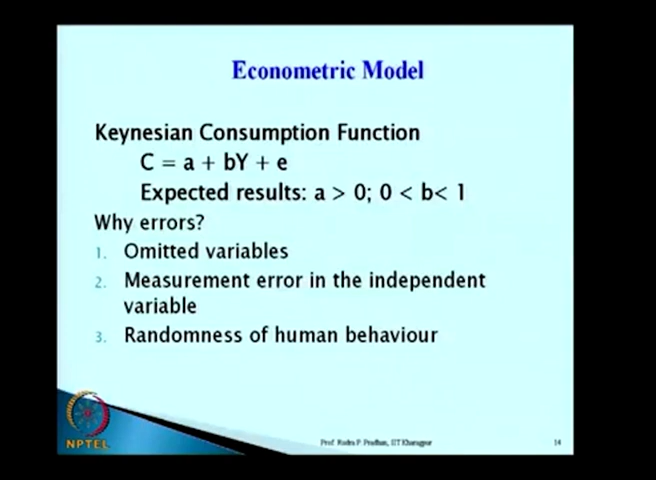 Econometric Model
Keynesian Consumption Function
C = a + bY + e
Expected results: a > 0; 0 < b< 1
Why errors?
1. Omitted variables
2. Measurement error in the independent
variable
3. Randomness of human behaviour
NPTEL
Prof. Rudra P. Pradhan, IIT Kharagpur
14